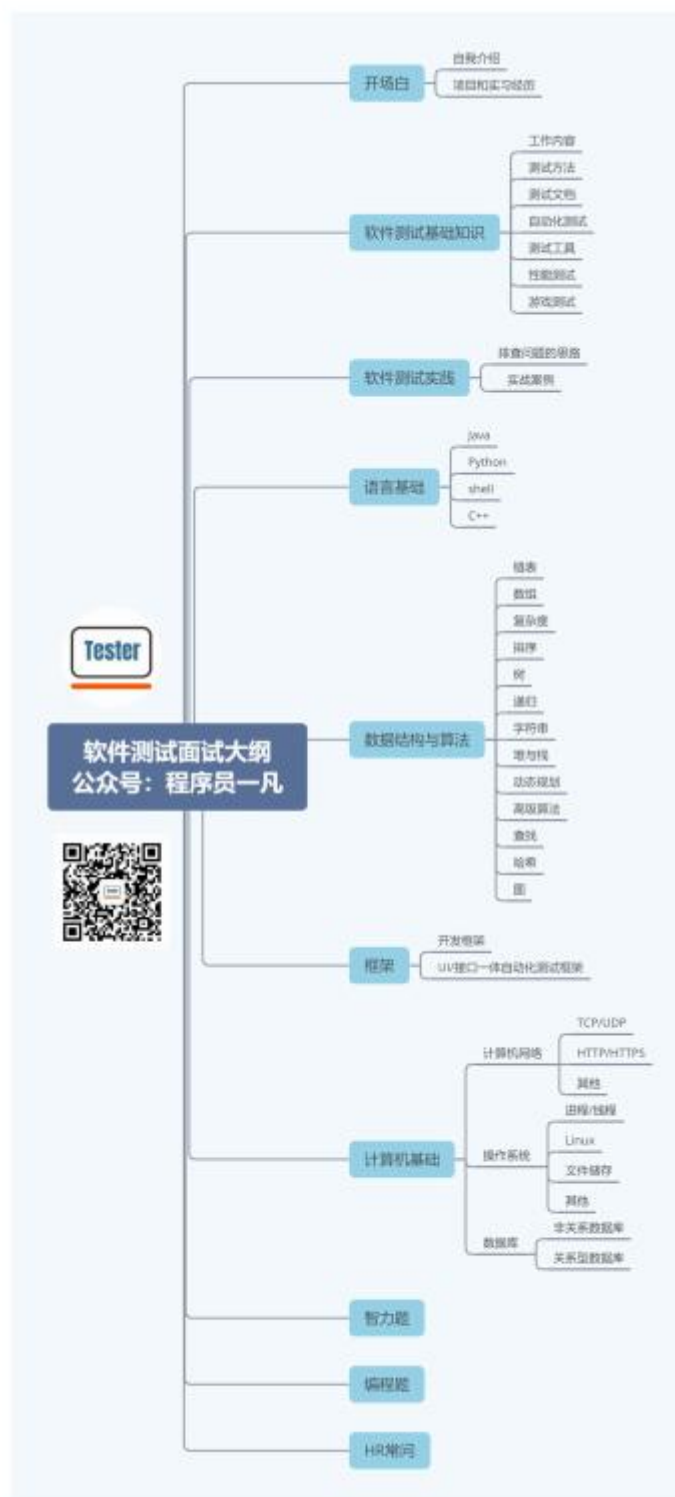 Tester
软件测试面试大纲
公众号：程序员一凡
开场白
自我介绍
项目和实习经历
软件测试基础知识
工作内容
测试方法
测试文档
自动化测试
测试工具
性能测试
游戏测试
软件测试实践
排查问题的思路
实战案例
语言基础
Java
Python
shell
C++
数据结构与算法
链表
数组
复杂度
排序
树
递归
字符串
堆与栈
动态规划
高级算法
查找
哈希
图
框架
开发框架
UI/接口一体自动化测试框架
计算机基础
计算机网络
TCP/UDP
HTTP/HTTPS
其他
操作系统
进程/线程
Linux
文件储存
其他
数据库
非关系数据库
关系型数据库
智力题
编程题
HR常问